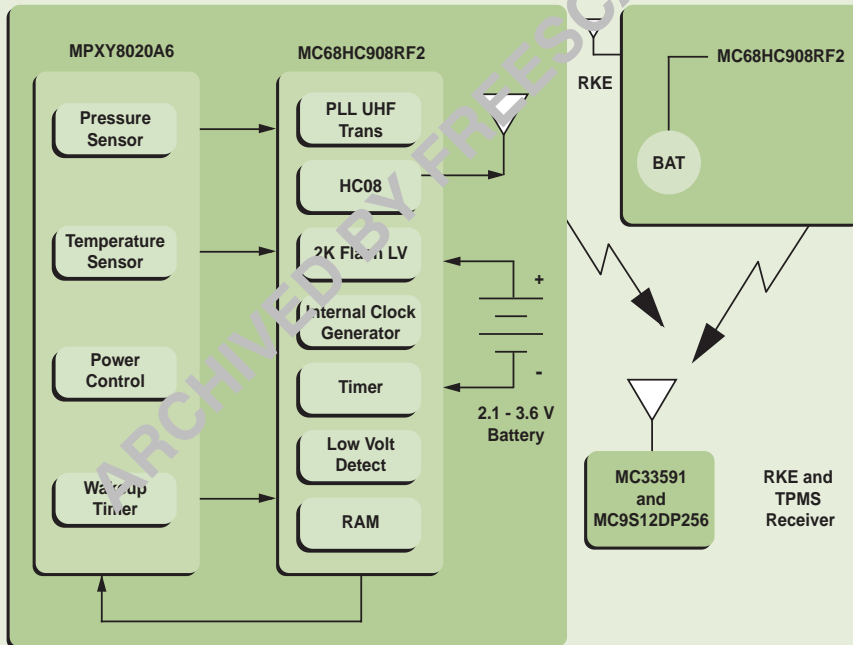 MPXY8020A6
Pressure
Sensor
Temperature
Sensor
Power
Control
Wakeup
Timer
MC68HC908RF2
PLL UHF
Trans
HC08
2K Flash LV
Internal Clock
Generator
Timer
Low Volt
Detect
RAM
+
-
2.1 - 3.6 V
Battery
RKE
MC68HC908RF2
BAT
MC33591
and
MC9S12DP256
RKE and
TPMS
Receiver
ARCHIVED BY FREESCA